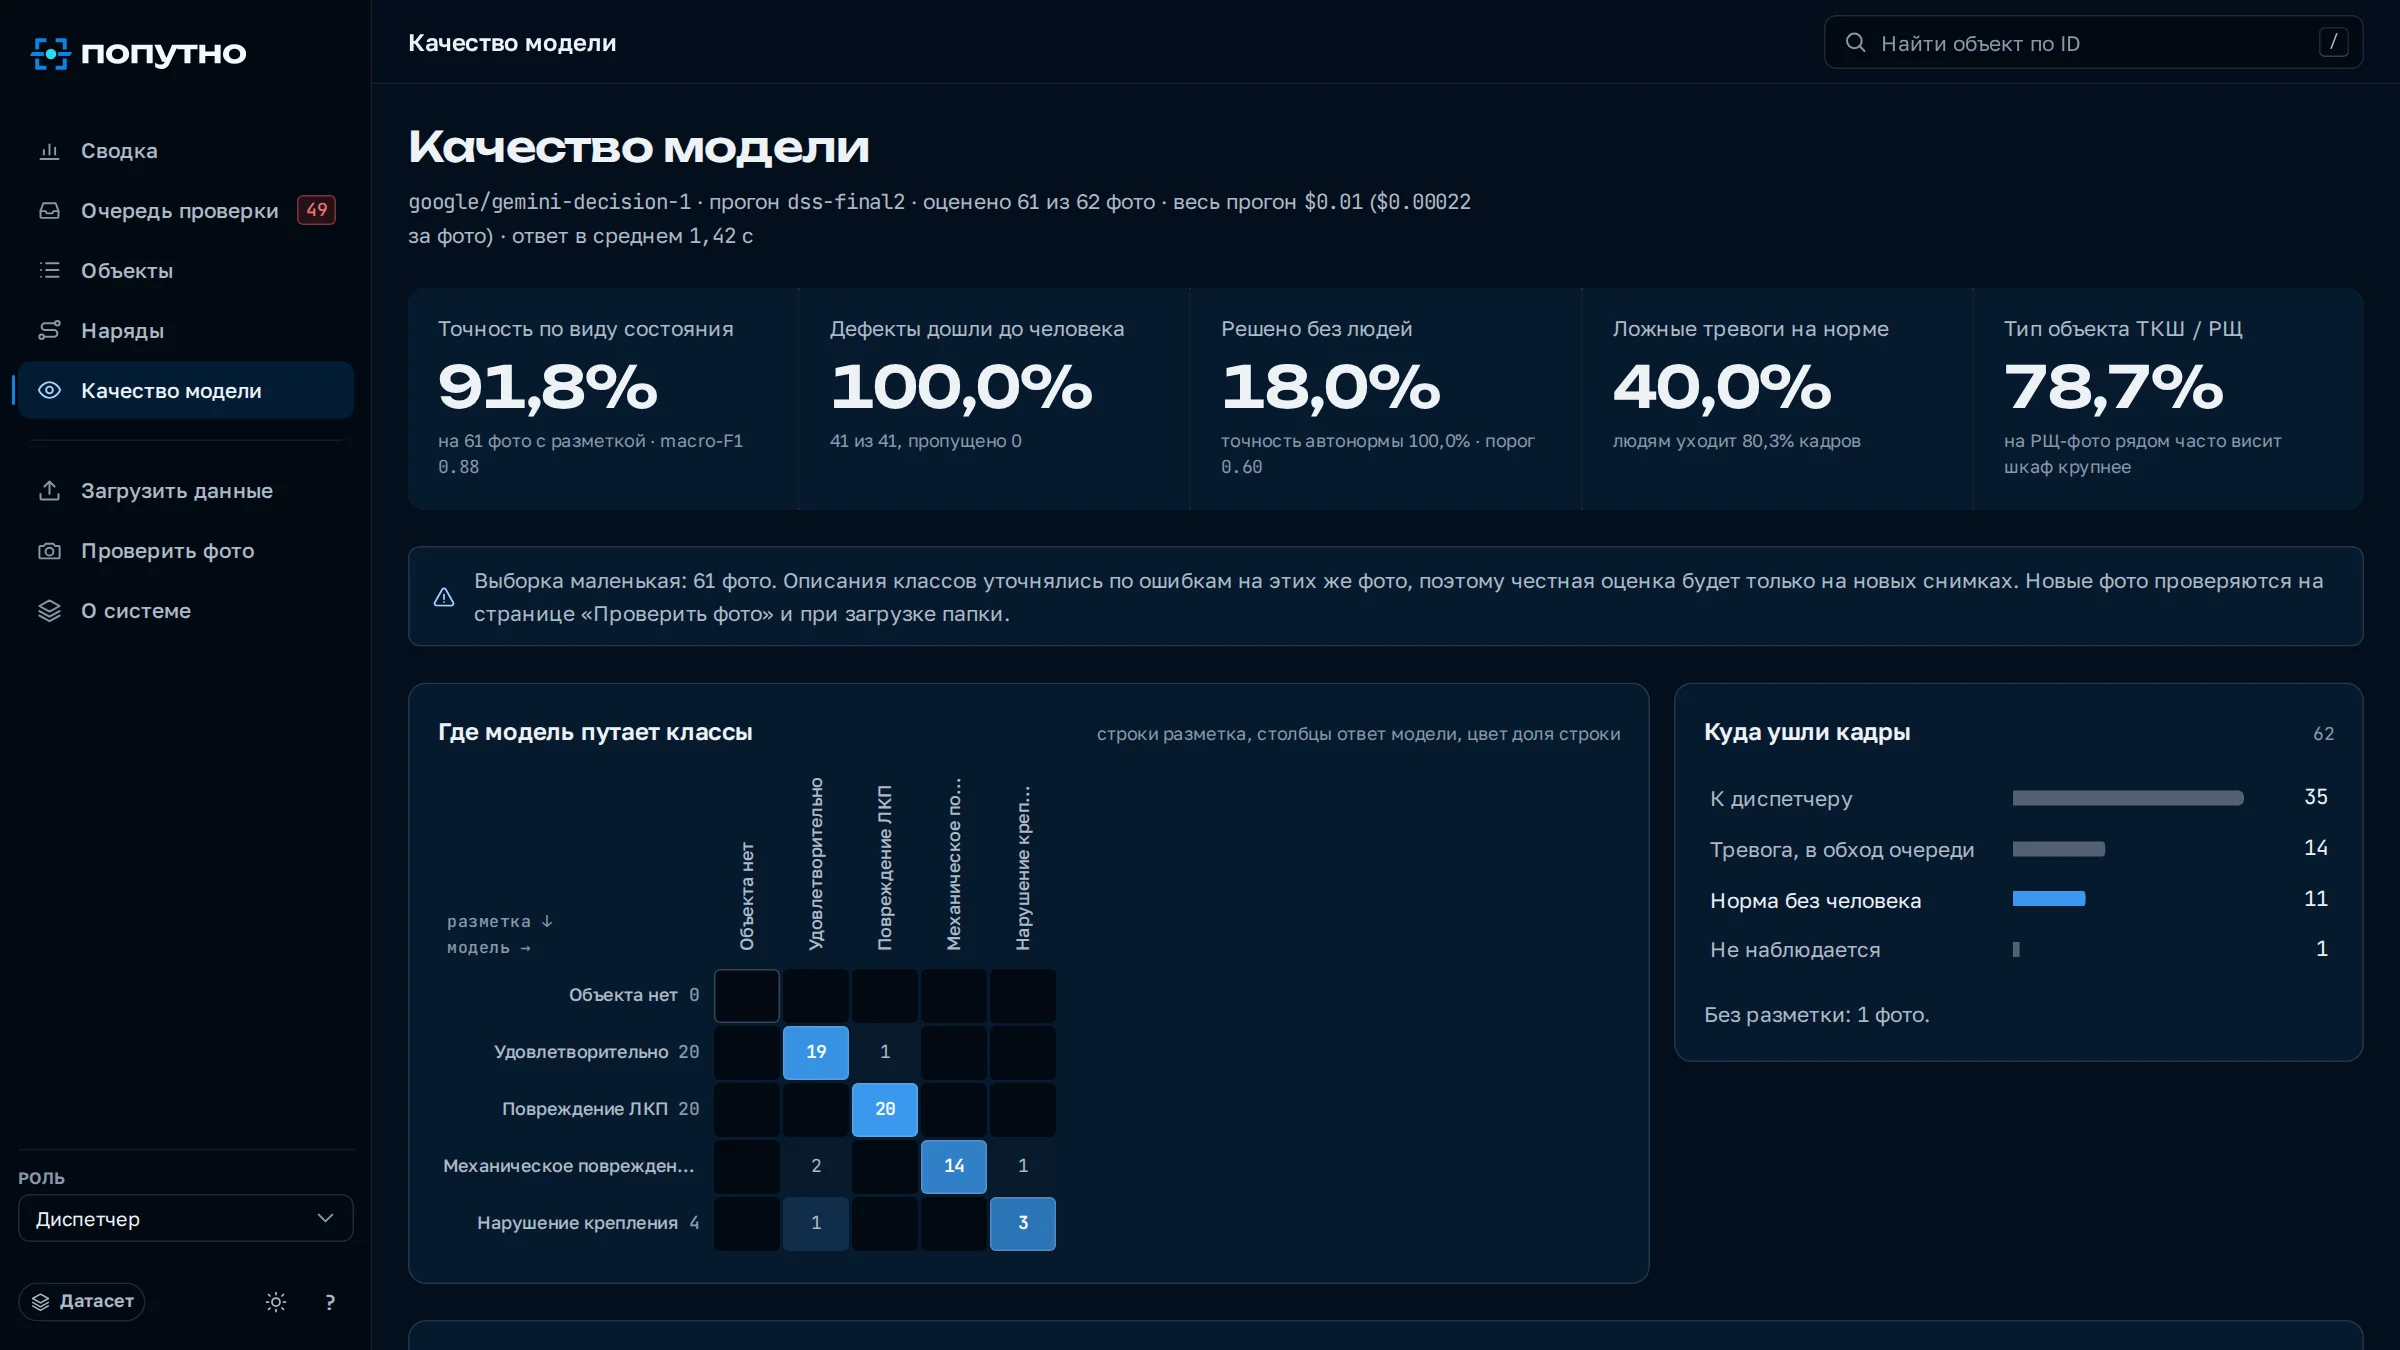 ПОПУТНО
Качество модели
Найти объект по ID
/
Сводка
Очередь проверки 49
Объекты
Наряды
Качество модели
Загрузить данные
Проверить фото
О системе
РОЛЬ
Диспетчер
Датасет
?
Качество модели
google/gemini-decision-1 · прогон dss-final2 · оценено 61 из 62 фото · весь прогон $0.01 ($0.00022
за фото) · ответ в среднем 1,42 с
Точность по виду состояния
91,8%
на 61 фото с разметкой · macro-F1
0.88
Дефекты дошли до человека
100,0%
41 из 41, пропущено 0
Решено без людей
18,0%
точность автонормы 100,0% · порог
0.60
Ложные тревоги на норме
40,0%
людям уходит 80,3% кадров
Тип объекта ТКШ / РЩ
78,7%
на РЩ-фото рядом часто висит
шкаф крупнее
Выборка маленькая: 61 фото. Описания классов уточнялись по ошибкам на этих же фото, поэтому честная оценка будет только на новых снимках. Новые фото проверяются на
странице «Проверить фото» и при загрузке папки.
Где модель путает классы
строки разметка, столбцы ответ модели, цвет доля строки
разметка ↓
модель →
Объекта нет
Удовлетворительно
Повреждение ЛКП
Механическое по…
Нарушение креп…
Объекта нет 0
Удовлетворительно 20 19 1
Повреждение ЛКП 20 20
Механическое поврежден… 2 14 1
Нарушение крепления 4 1 3
Куда ушли кадры 62
К диспетчеру 35
Тревога, в обход очереди 14
Норма без человека 11
Не наблюдается 1
Без разметки: 1 фото.